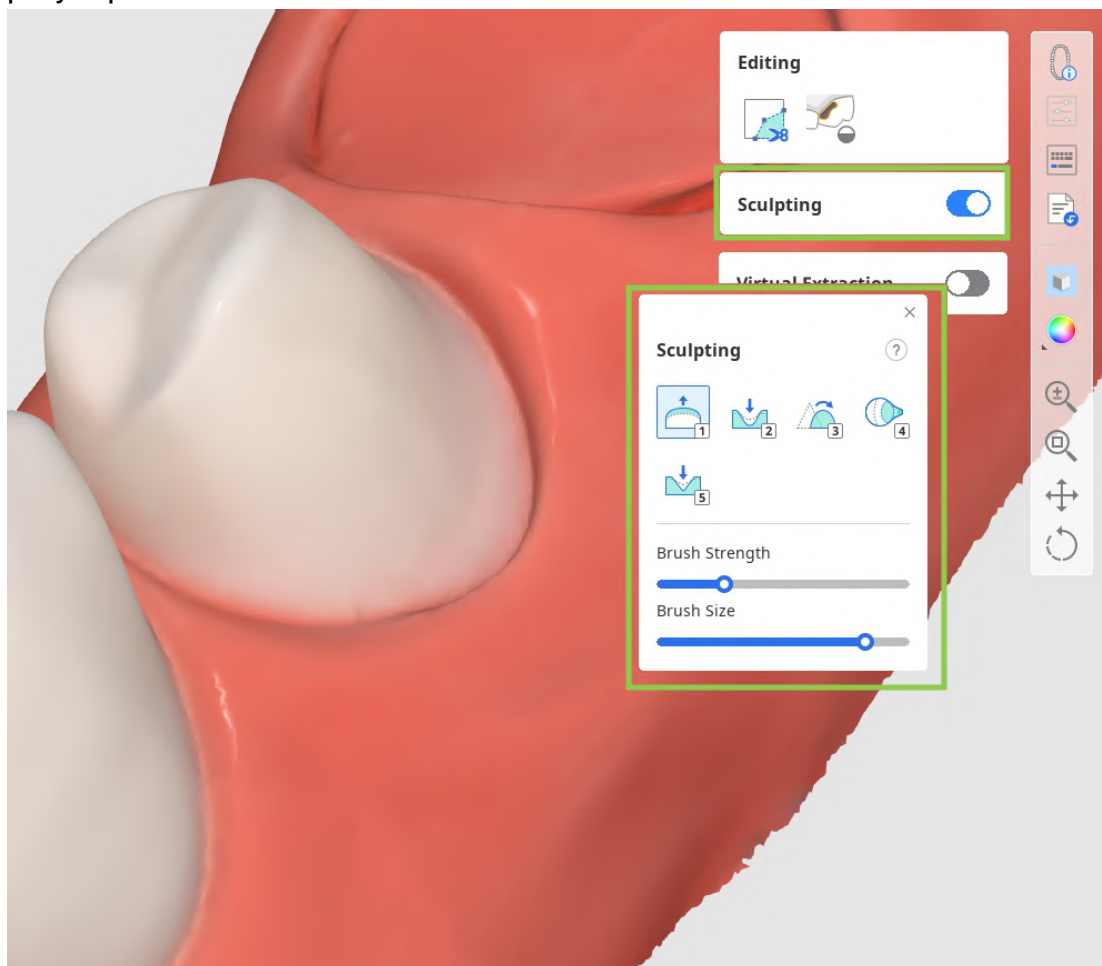 Editing
Sculpting
Virtual Extraction
Sculpting
?
1
2
3
4
5
Brush Strength
Brush Size